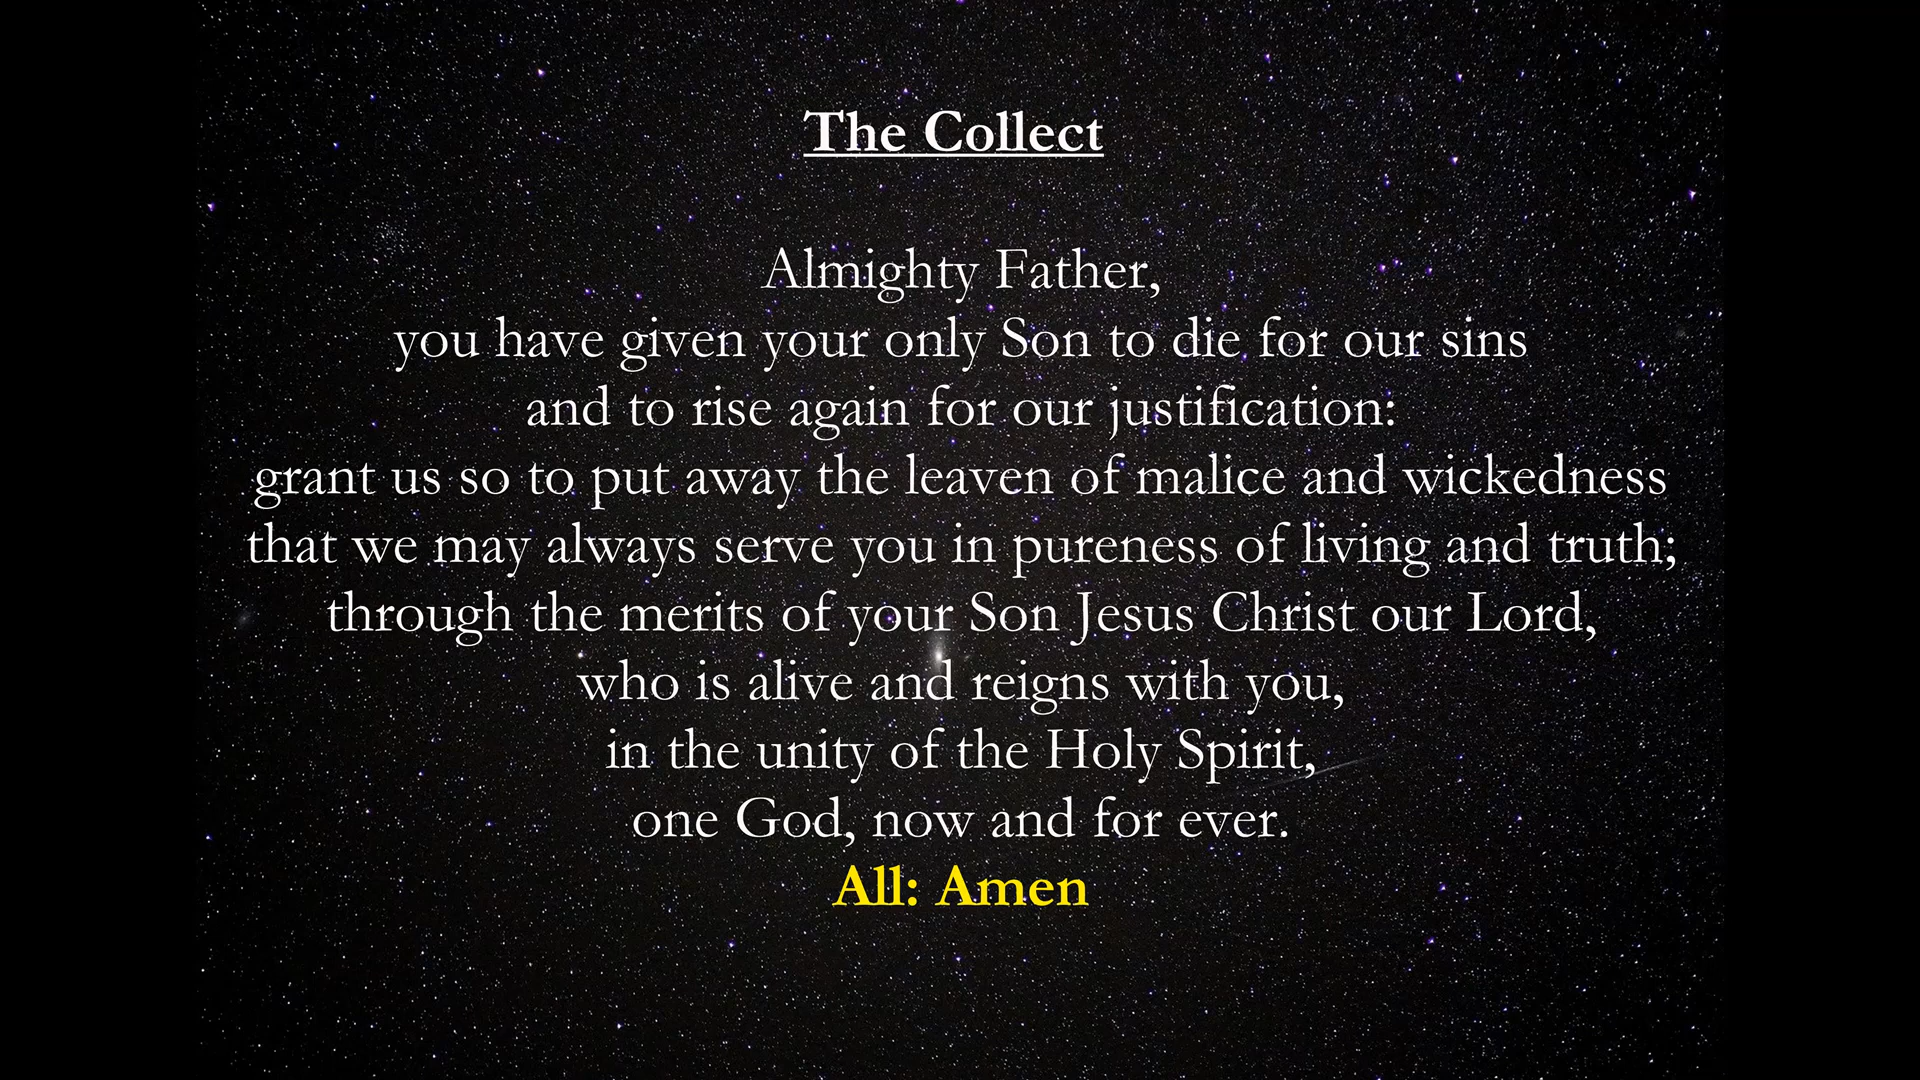 The Collect
Almighty Father,
you have given your only Son to die for our sins
and to rise again for our justification:
grant us so to put away the leaven of malice and wickedness
that we may always serve you in pureness of living and truth;
through the merits of your Son Jesus Christ our Lord,
who is alive and reigns with you,
in the unity of the Holy Spirit,
one God, now and for ever.
All: Amen